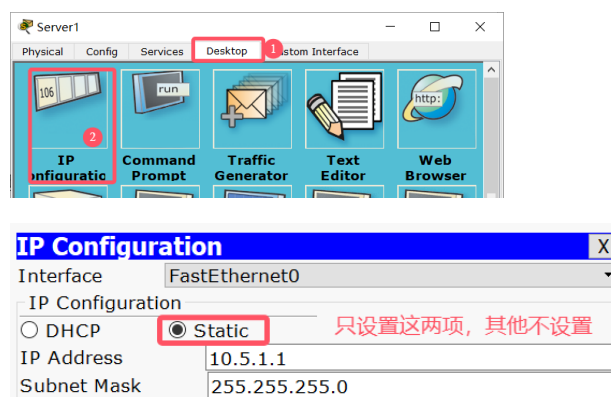 Server1
Physical Config Services Desktop 1 stom Interface
106 run http:
2
IP Command Traffic Text Web
onfiguratio Prompt Generator Editor Browser
IP Configuration X
Interface FastEthernet0
IP Configuration
DHCP Static 只设置这两项，其他不设置
IP Address 10.5.1.1
Subnet Mask 255.255.255.0